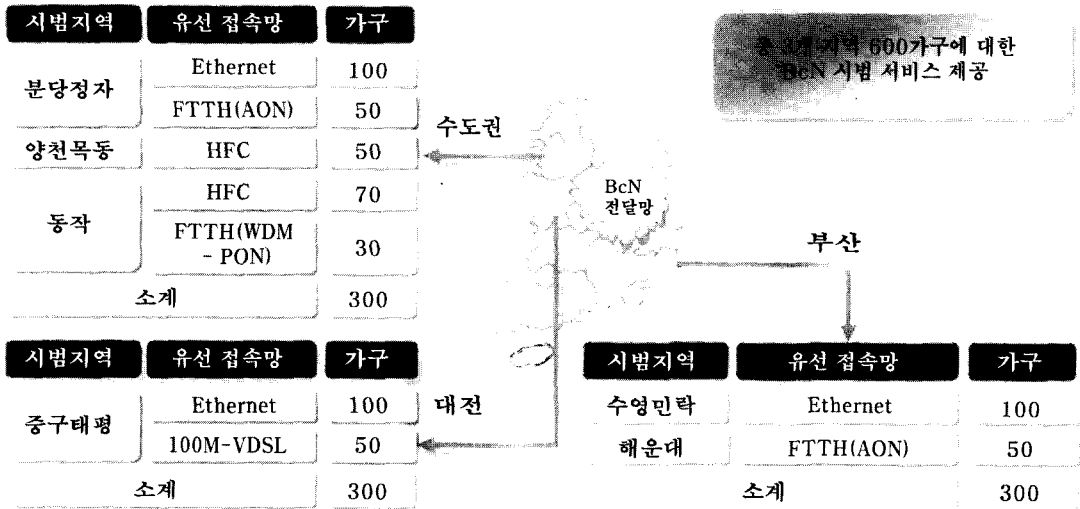 시범지역 유선 접속망 가구
분당정자 Ethernet 100
FTTH(AON) 50
양천목동 HFC 50
동작 HFC 70
FTTH(WDM
- PON) 30
소계 300
수도권
BcN
전달망
총 3개 지역 600가구에 대한
BcN 시범 서비스 제공
부산
시범지역 유선 접속망 가구
중구태평 Ethernet 100
100M-VDSL 50
소계 300
대전
시범지역 유선 접속망 가구
수영민락 Ethernet 100
해운대 FTTH(AON) 50
소계 300